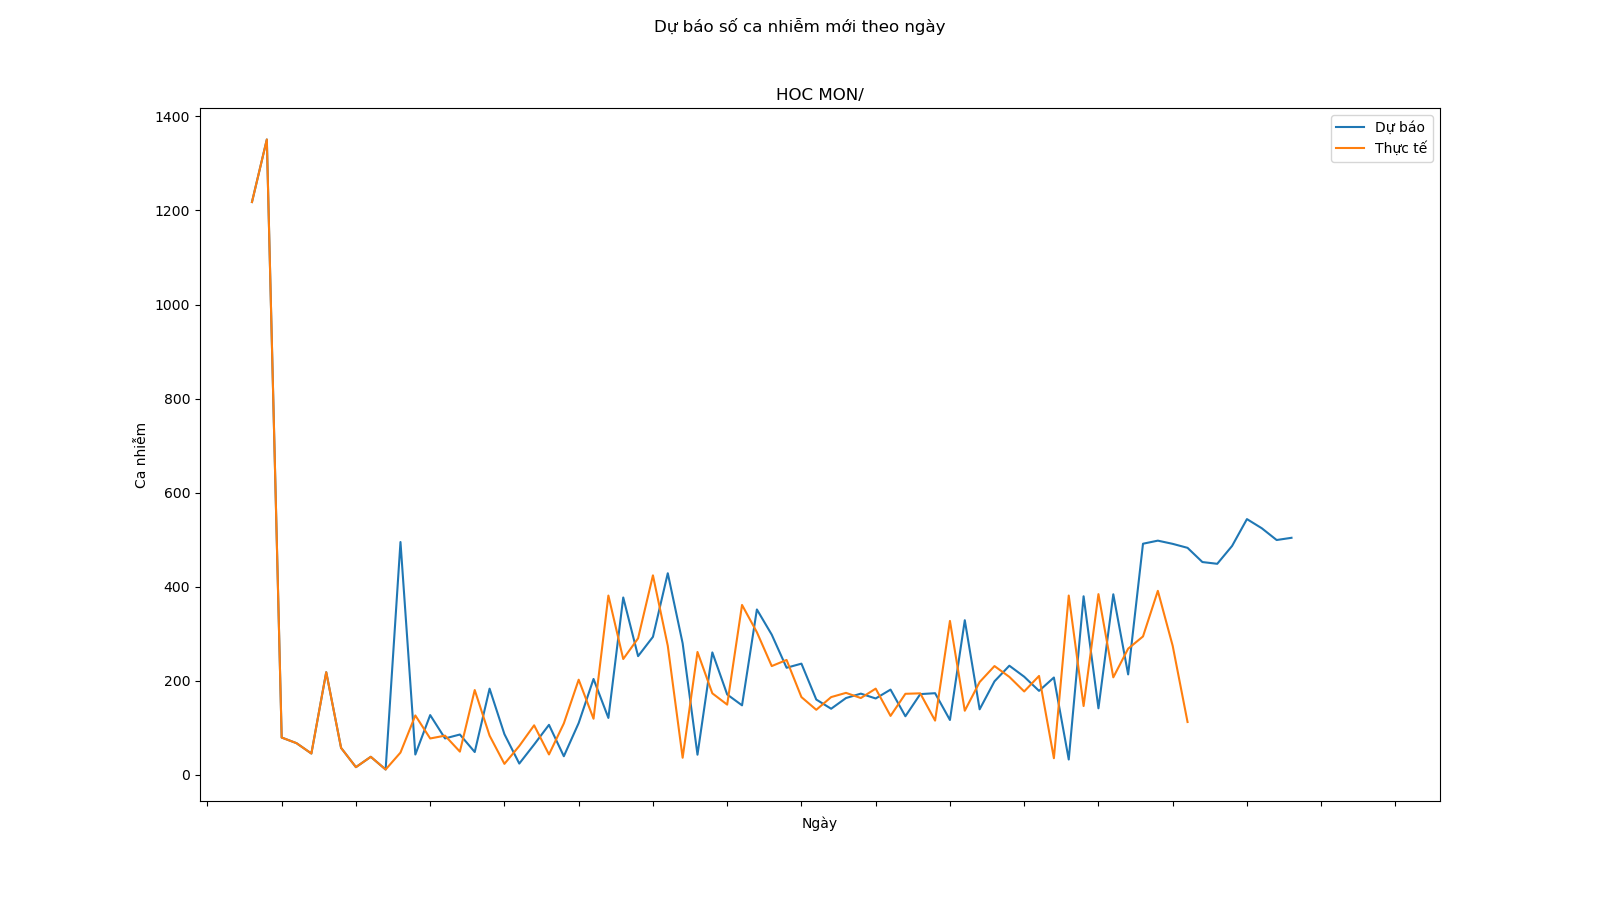 Dự báo số ca nhiễm mới theo ngày
HOC MON/
1400
1200
1000
800
600
400
200
0
Ca nhiễm
Ngày
Dự báo
Thực tế